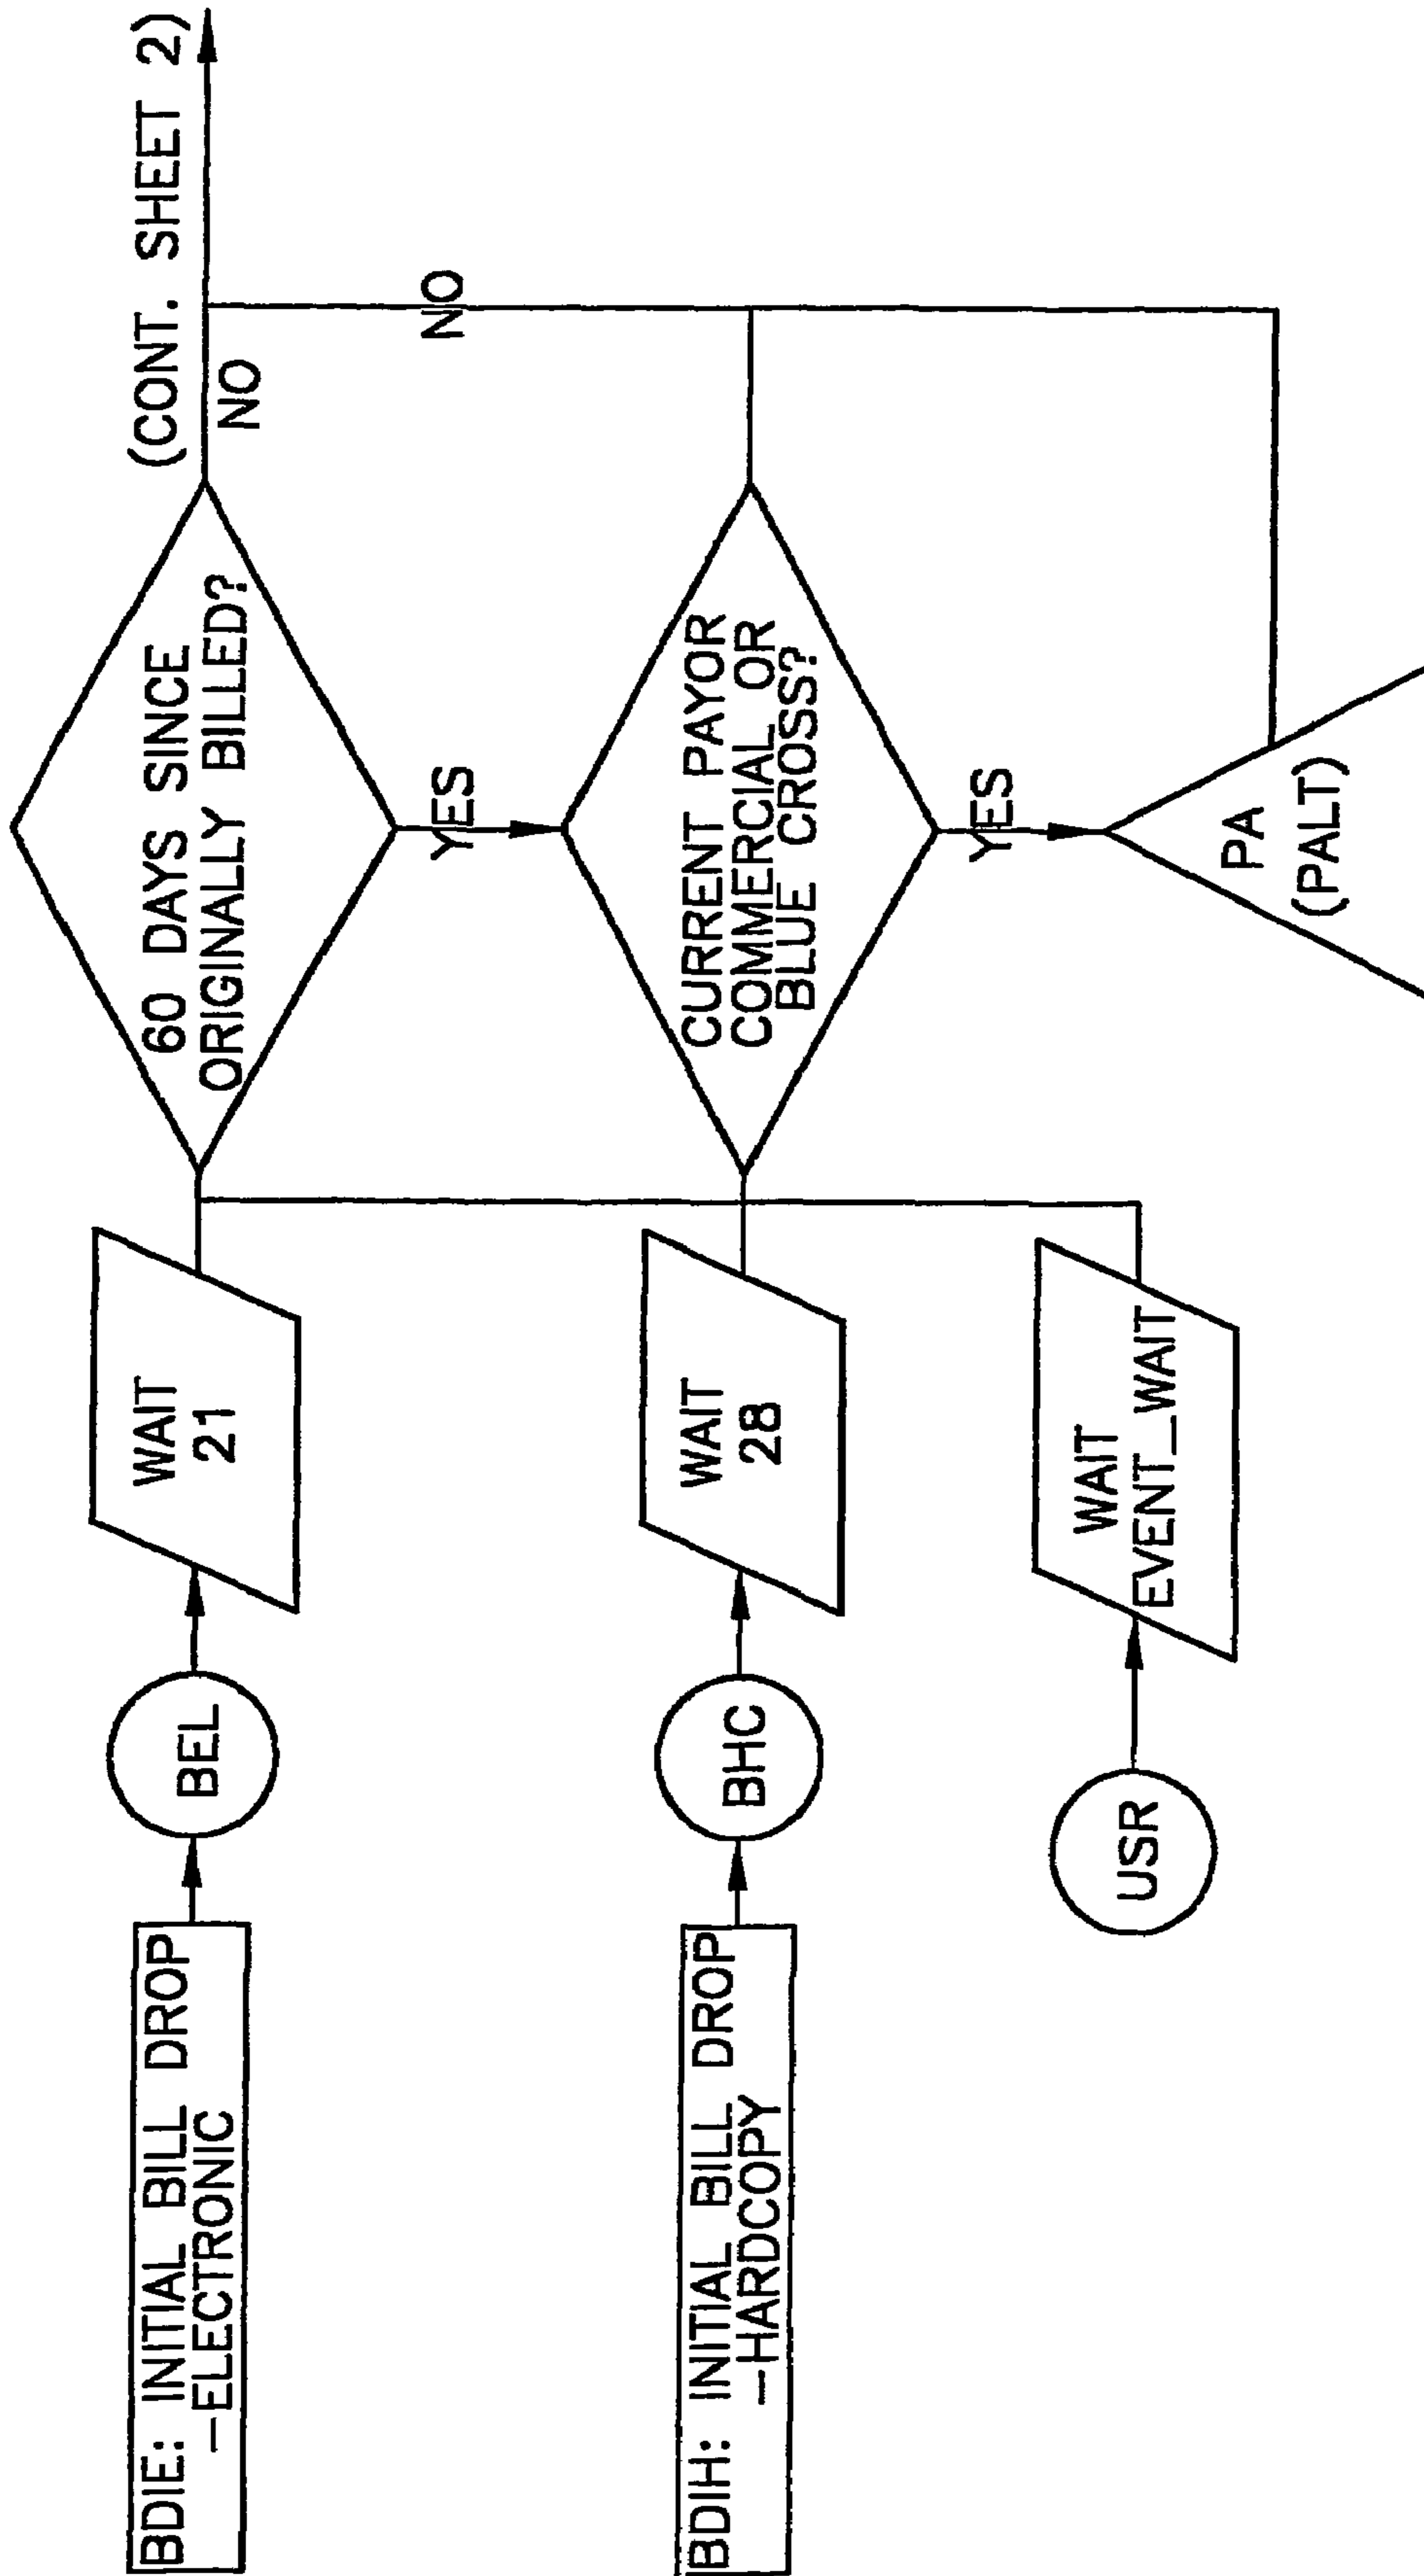 BDIE: INITIAL BILL DROP
-ELECTRONIC
BEL
WAIT
21
60 DAYS SINCE
ORIGINALLY BILLED?
NO
(CONT. SHEET 2)
YES
NO
BDIH: INITIAL BILL DROP
-HARDCOPY
BHC
WAIT
28
CURRENT PAYOR
COMMERCIAL OR
BLUE CROSS?
YES
USR
WAIT
EVENT_WAIT
PA
(PALT)